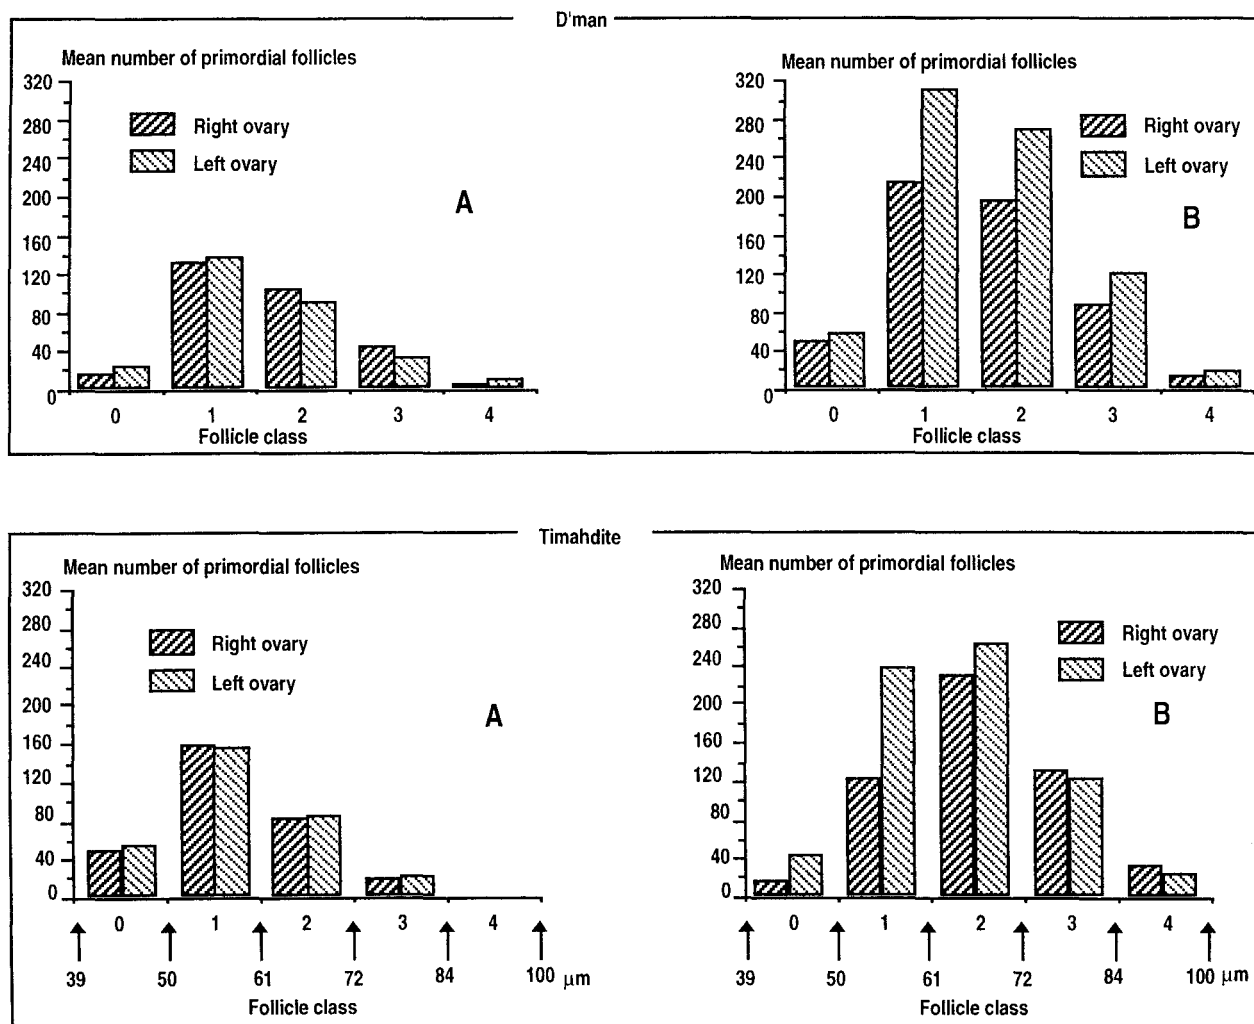 D'man
Mean number of primordial follicles
320
280
240
200
160
120
80
40
0
Right ovary
Left ovary
A
0 1 2 3 4
Follicle class
Mean number of primordial follicles
320
280
240
200
160
120
80
40
0
Right ovary
Left ovary
B
0 1 2 3 4
Follicle class
Timahdite
Mean number of primordial follicles
320
280
240
200
160
120
80
40
0
Right ovary
Left ovary
A
0 1 2 3 4
39 50 61 72 84 100 μm
Follicle class
Mean number of primordial follicles
320
280
240
200
160
120
80
40
0
Right ovary
Left ovary
B
0 1 2 3 4
39 50 61 72 84 100 μm
Follicle class